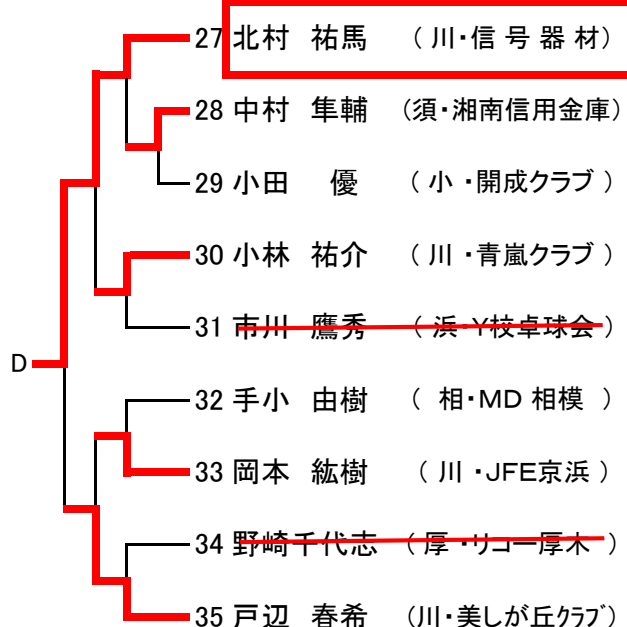 27 北村 祐馬 (川・信号器材)
28 中村 隼輔 (須・湘南信用金庫)
29 小田 優 (小・開成クラブ)
30 小林 祐介 (川・青嵐クラブ)
31 市川 鷹秀 (浜・Y校卓球会)
D
32 手小 由樹 (相・MD相模)
33 岡本 紘樹 (川・JFE京浜)
34 野崎千代志 (厚・リコー厚木)
35 戸辺 春希 (川・美しが丘クラブ)